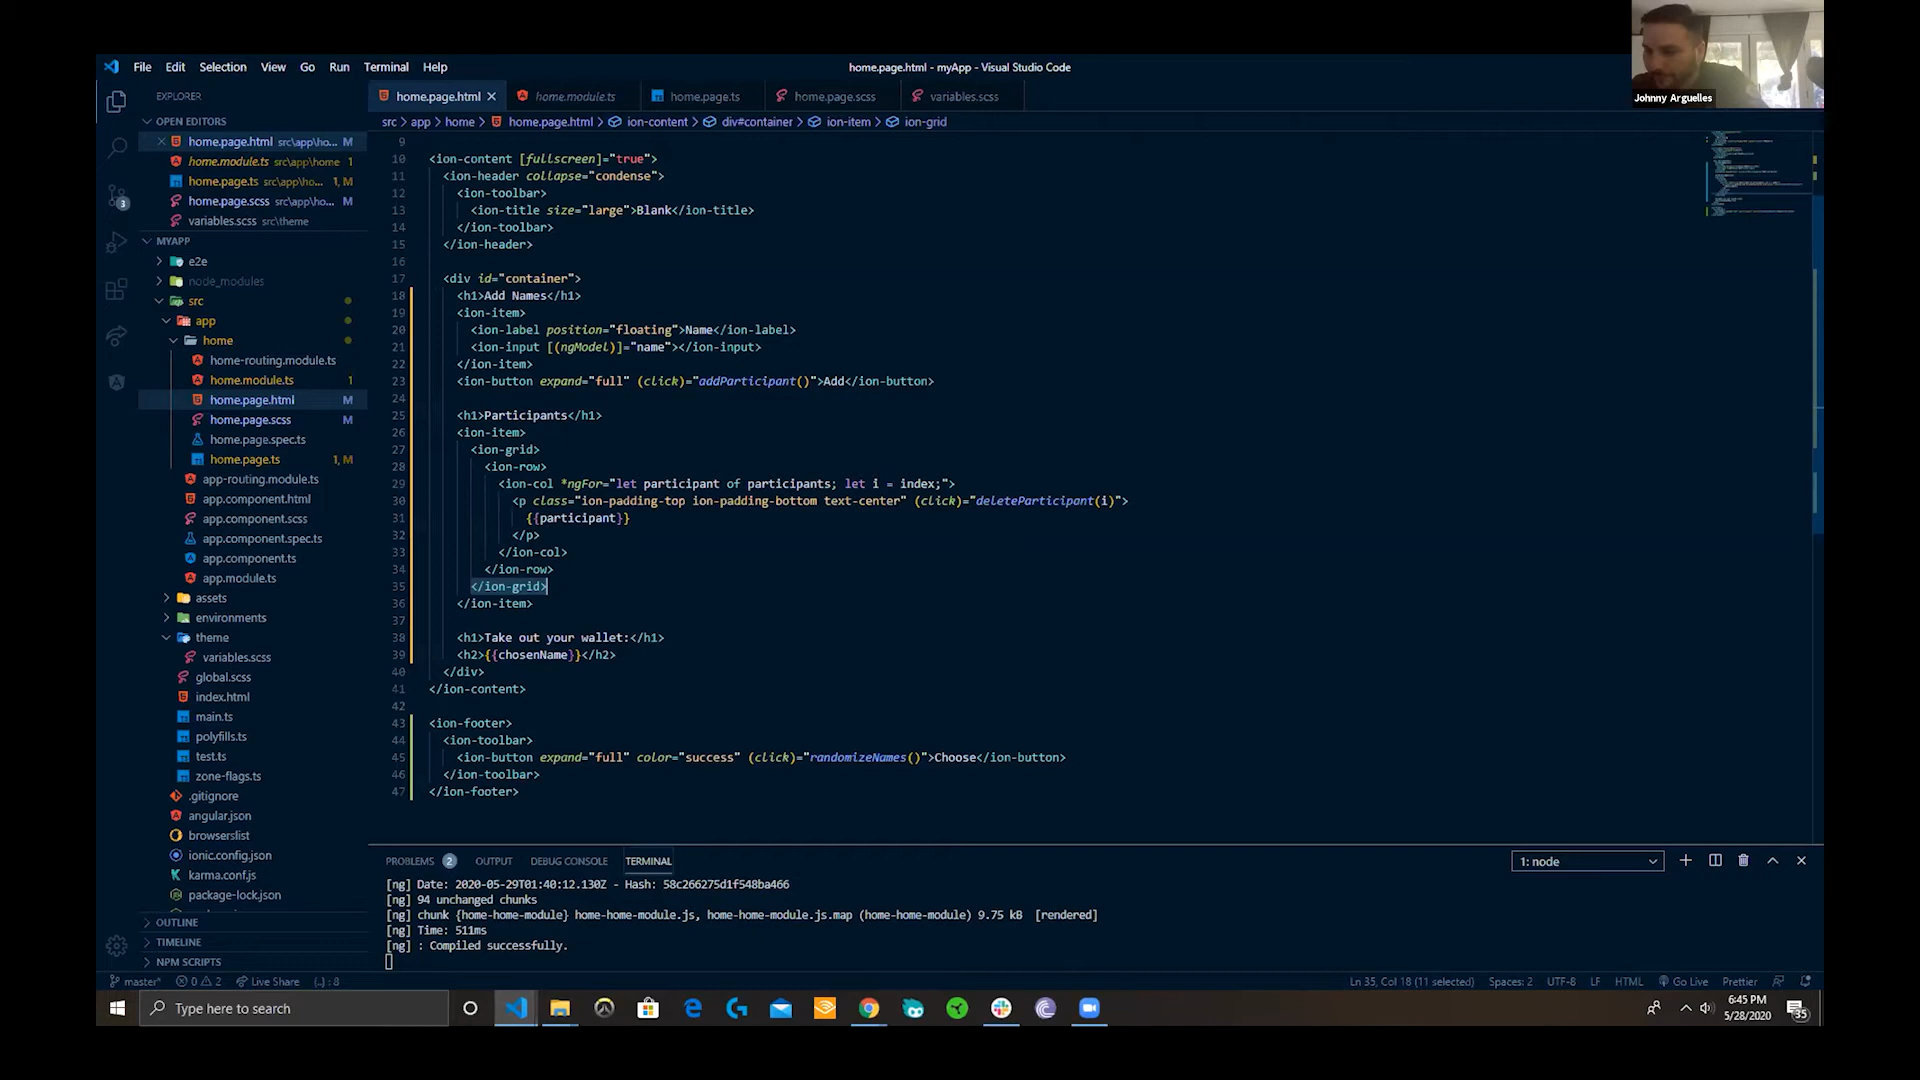 Johnny Arguelles
File Edit Selection View Go Run Terminal Help
home.page.html - myApp - Visual Studio Code
EXPLORER
home.page.html
home.module.ts
home.page.ts
home.page.scss
variables.scss
src > app > home > home.page.html > ion-content > div#container > ion-item > ion-grid
OPEN EDITORS
home.page.html src\app\ho... M
home.module.ts src\app\home 1
home.page.ts src\app\ho... 1, M
home.page.scss src\app\ho... M
variables.scss src\theme
3
MYAPP
e2e
node_modules
src
app
home
home-routing.module.ts
home.module.ts 1
home.page.html M
home.page.scss M
home.page.spec.ts
home.page.ts 1, M
app-routing.module.ts
app.component.html
app.component.scss
app.component.spec.ts
app.component.ts
app.module.ts
assets
environments
theme
variables.scss
global.scss
index.html
main.ts
polyfills.ts
test.ts
zone-flags.ts
.gitignore
angular.json
browserslist
ionic.config.json
karma.conf.js
package-lock.json
OUTLINE
TIMELINE
NPM SCRIPTS
9
10 <ion-content [fullscreen]="true">
11 <ion-header collapse="condense">
12 <ion-toolbar>
13 <ion-title size="large">Blank</ion-title>
14 </ion-toolbar>
15 </ion-header>
16
17 <div id="container">
18 <h1>Add Names</h1>
19 <ion-item>
20 <ion-label position="floating">Name</ion-label>
21 <ion-input [(ngModel)]="name"></ion-input>
22 </ion-item>
23 <ion-button expand="full" (click)="addParticipant()">Add</ion-button>
24
25 <h1>Participants</h1>
26 <ion-item>
27 <ion-grid>
28 <ion-row>
29 <ion-col *ngFor="let participant of participants; let i = index;">
30 <p class="ion-padding-top ion-padding-bottom text-center" (click)="deleteParticipant(i)">
31 {{participant}}
32 </p>
33 </ion-col>
34 </ion-row>
35 </ion-grid>
36 </ion-item>
37
38 <h1>Take out your wallet:</h1>
39 <h2>{{chosenName}}</h2>
40 </div>
41 </ion-content>
42
43 <ion-footer>
44 <ion-toolbar>
45 <ion-button expand="full" color="success" (click)="randomizeNames()">Choose</ion-button>
46 </ion-toolbar>
47 </ion-footer>
PROBLEMS 2 OUTPUT DEBUG CONSOLE TERMINAL
1: node
[ng] Date: 2020-05-29T01:40:12.130Z - Hash: 58c266275d1f548ba466
[ng] 94 unchanged chunks
[ng] chunk {home-home-module} home-home-module.js, home-home-module.js.map (home-home-module) 9.75 kB [rendered]
[ng] Time: 511ms
[ng] : Compiled successfully.
master* 0 2 Live Share {..} : 8
Ln 35, Col 18 (11 selected) Spaces: 2 UTF-8 LF HTML Go Live Prettier
Type here to search
6:45 PM
5/28/2020
35